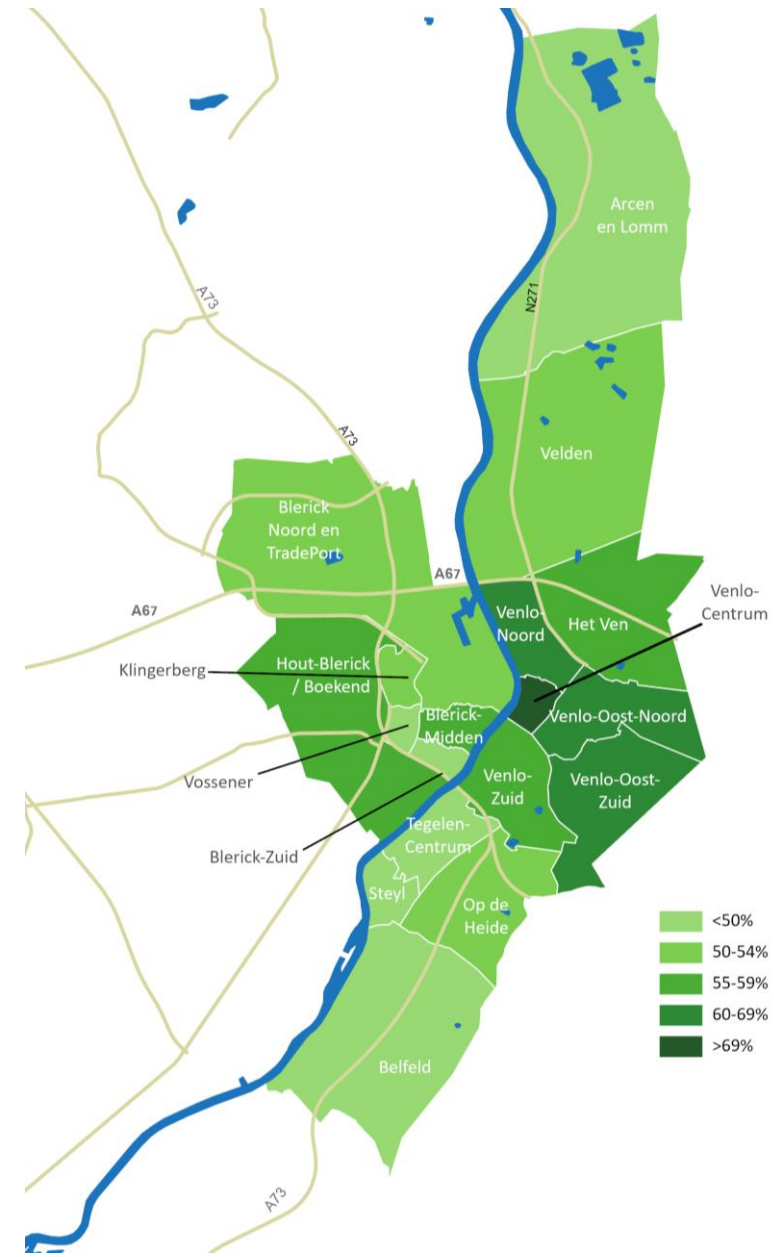 Arcen
en Lomm
A73
N271
A73
Velden
Blerick
Noord en
TradePort
A67
A67
Venlo-
Noord
Het Ven
Venlo-
Centrum
Klingerberg
Hout-Blerick
/ Boekend
Blerick-
Midden
Venlo-Oost-Noord
Vossener
Venlo-
Zuid
Venlo-Oost-
Zuid
Blerick-Zuid
Tegelen-
Centrum
Steyl
Op de
Heide
<50%
50-54%
55-59%
60-69%
>69%
Belfeld
A73